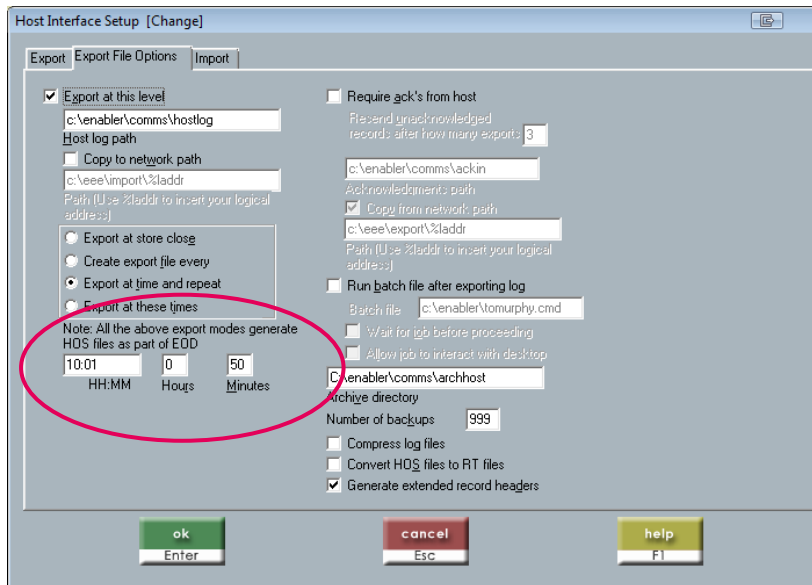 Host Interface Setup [Change]
Export
Export File Options
Import
Export at this level
c:\enabler\comms\hostlog
Host log path
Copy to network path
c:\eee\import\%laddr
Path (Use %laddr to insert your logical
address)
Export at store close
Create export file every
Export at time and repeat
Export at these times
Note: All the above export modes generate
HOS files as part of EOD
10:01
0
50
HH:MM
Hours
Minutes
Require ack's from host
Resend unacknowledged
records after how many exports
3
c:\enabler\comms\ackin
Acknowledgments path
Copy from network path
c:\eee\export\%laddr
Path (Use %laddr to insert your logical
address)
Run batch file after exporting log
Batch file
c:\enabler\tomurphy.cmd
Wait for job before proceeding
Allow job to interact with desktop
C:\enabler\comms\archhost
Archive directory
Number of backups
999
Compress log files
Convert HOS files to RT files
Generate extended record headers
ok
Enter
cancel
Esc
help
F1